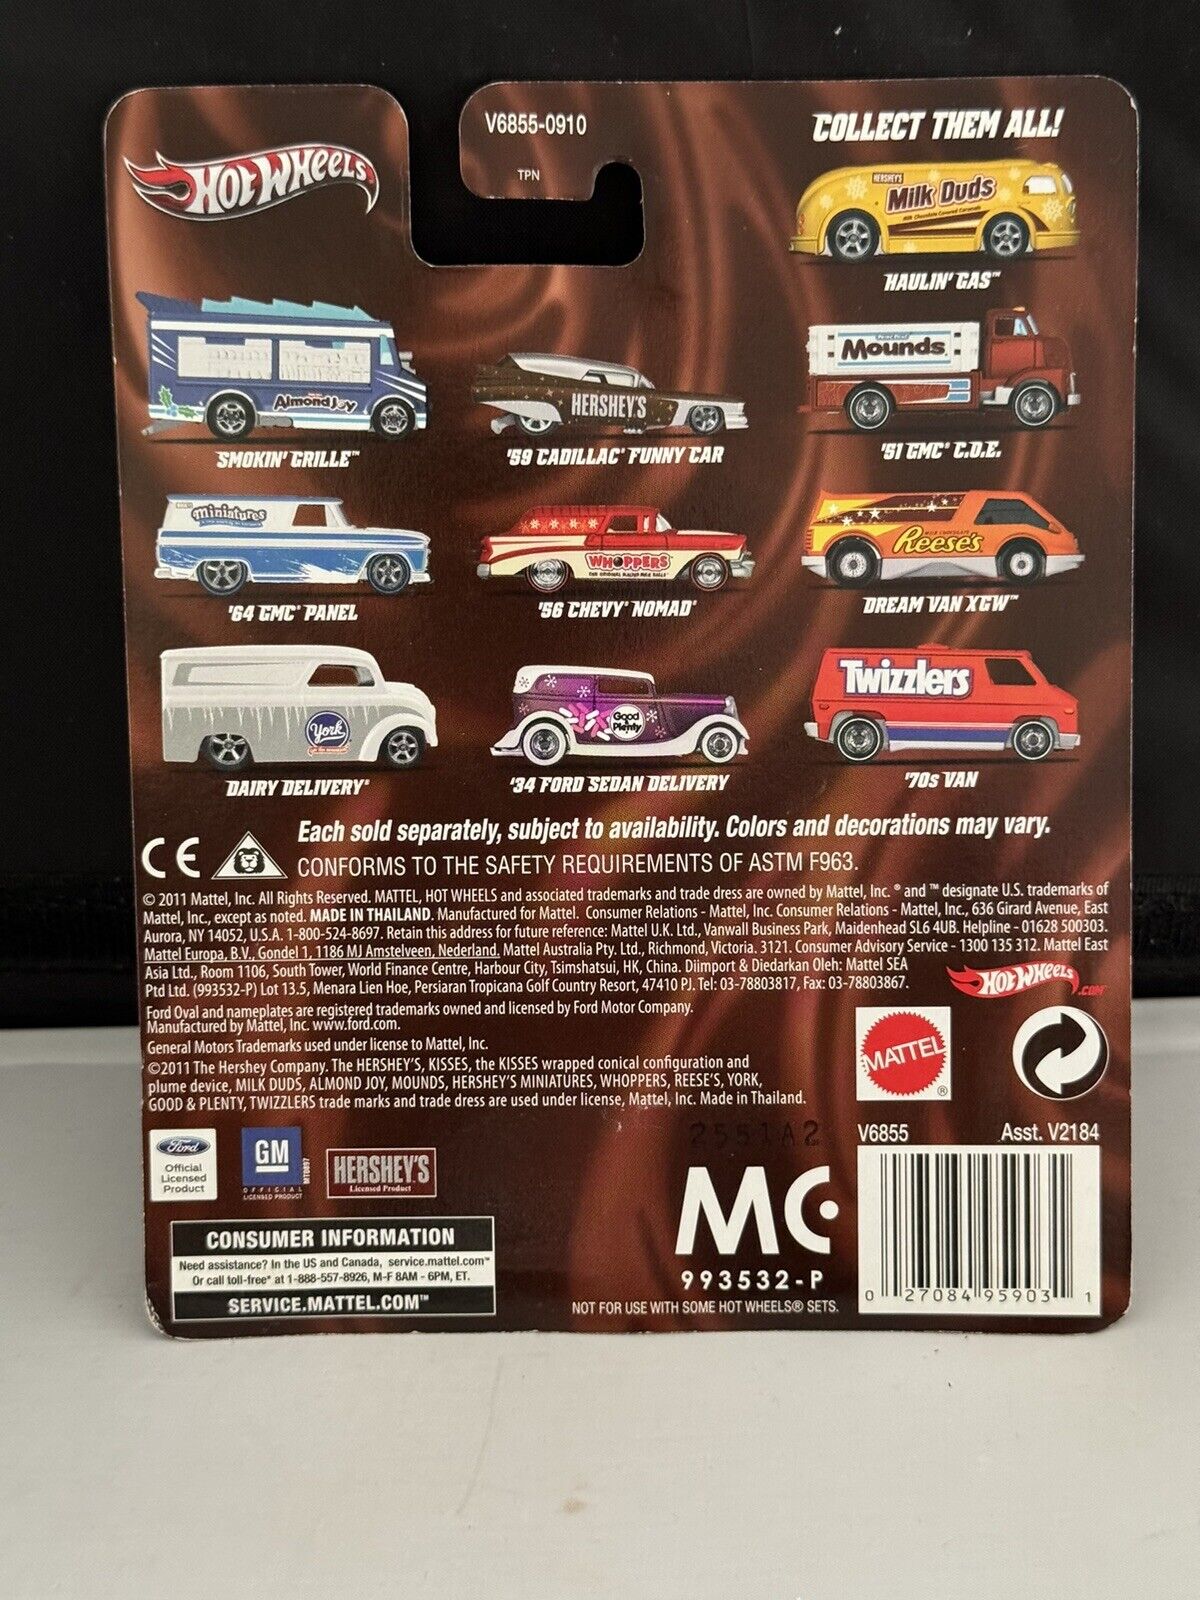 HOT WHEELS
V6855-0910
TPN
COLLECT THEM ALL!
HERSHEY'S
Milk Duds
Milk Chocolate Covered Caramels
HAULIN' GAS™
Almond Joy
SMOKIN' GRILLE™
HERSHEY'S
'59 CADILLAC® FUNNY CAR
Mounds
'51 GMC® C.O.E.
miniatures
'64 GMC® PANEL
WHOPPERS
THE ORIGINAL MALTED MILK BALLS
'56 CHEVY® NOMAD®
MILK CHOCOLATE
Reese's
DREAM VAN XGW™
York
DAIRY DELIVERY®
Good
&
Plenty
'34 FORD SEDAN DELIVERY
Twizzlers
'70s VAN
Each sold separately, subject to availability. Colors and decorations may vary.
CE
CONFORMS TO THE SAFETY REQUIREMENTS OF ASTM F963.
© 2011 Mattel, Inc. All Rights Reserved. MATTEL, HOT WHEELS and associated trademarks and trade dress are owned by Mattel, Inc. ® and ™ designate U.S. trademarks of
Mattel, Inc., except as noted. MADE IN THAILAND. Manufactured for Mattel. Consumer Relations - Mattel, Inc. Consumer Relations - Mattel, Inc., 636 Girard Avenue, East
Aurora, NY 14052, U.S.A. 1-800-524-8697. Retain this address for future reference: Mattel U.K. Ltd., Vanwall Business Park, Maidenhead SL6 4UB. Helpline - 01628 500303.
Mattel Europa, B.V., Gondel 1, 1186 MJ Amstelveen, Nederland. Mattel Australia Pty. Ltd., Richmond, Victoria. 3121. Consumer Advisory Service - 1300 135 312. Mattel East
Asia Ltd., Room 1106, South Tower, World Finance Centre, Harbour City, Tsimshatsui, HK, China. Diimport & Diedarkan Oleh: Mattel SEA
Ptd Ltd. (993532-P) Lot 13.5, Menara Lien Hoe, Persiaran Tropicana Golf Country Resort, 47410 PJ. Tel: 03-78803817, Fax: 03-78803867.
HOT WHEELS
.COM
Ford Oval and nameplates are registered trademarks owned and licensed by Ford Motor Company.
Manufactured by Mattel, Inc. www.ford.com.
General Motors Trademarks used under license to Mattel, Inc.
©2011 The Hershey Company. The HERSHEY'S, KISSES, the KISSES wrapped conical configuration and
plume device, MILK DUDS, ALMOND JOY, MOUNDS, HERSHEY'S MINIATURES, WHOPPERS, REESE'S, YORK,
GOOD & PLENTY, TWIZZLERS trade marks and trade dress are used under license, Mattel, Inc. Made in Thailand.
MATTEL
®
2551A2
V6855 Asst. V2184
Ford
Official
Licensed
Product
GM
OFFICIAL
LICENSED PRODUCT
HERSHEY'S
Licensed Product
MC
993532-P
NOT FOR USE WITH SOME HOT WHEELS® SETS.
0 27084 95903 1
CONSUMER INFORMATION
Need assistance? In the US and Canada, service.mattel.com™
Or call toll-free* at 1-888-557-8926, M-F 8AM - 6PM, ET.
SERVICE.MATTEL.COM™